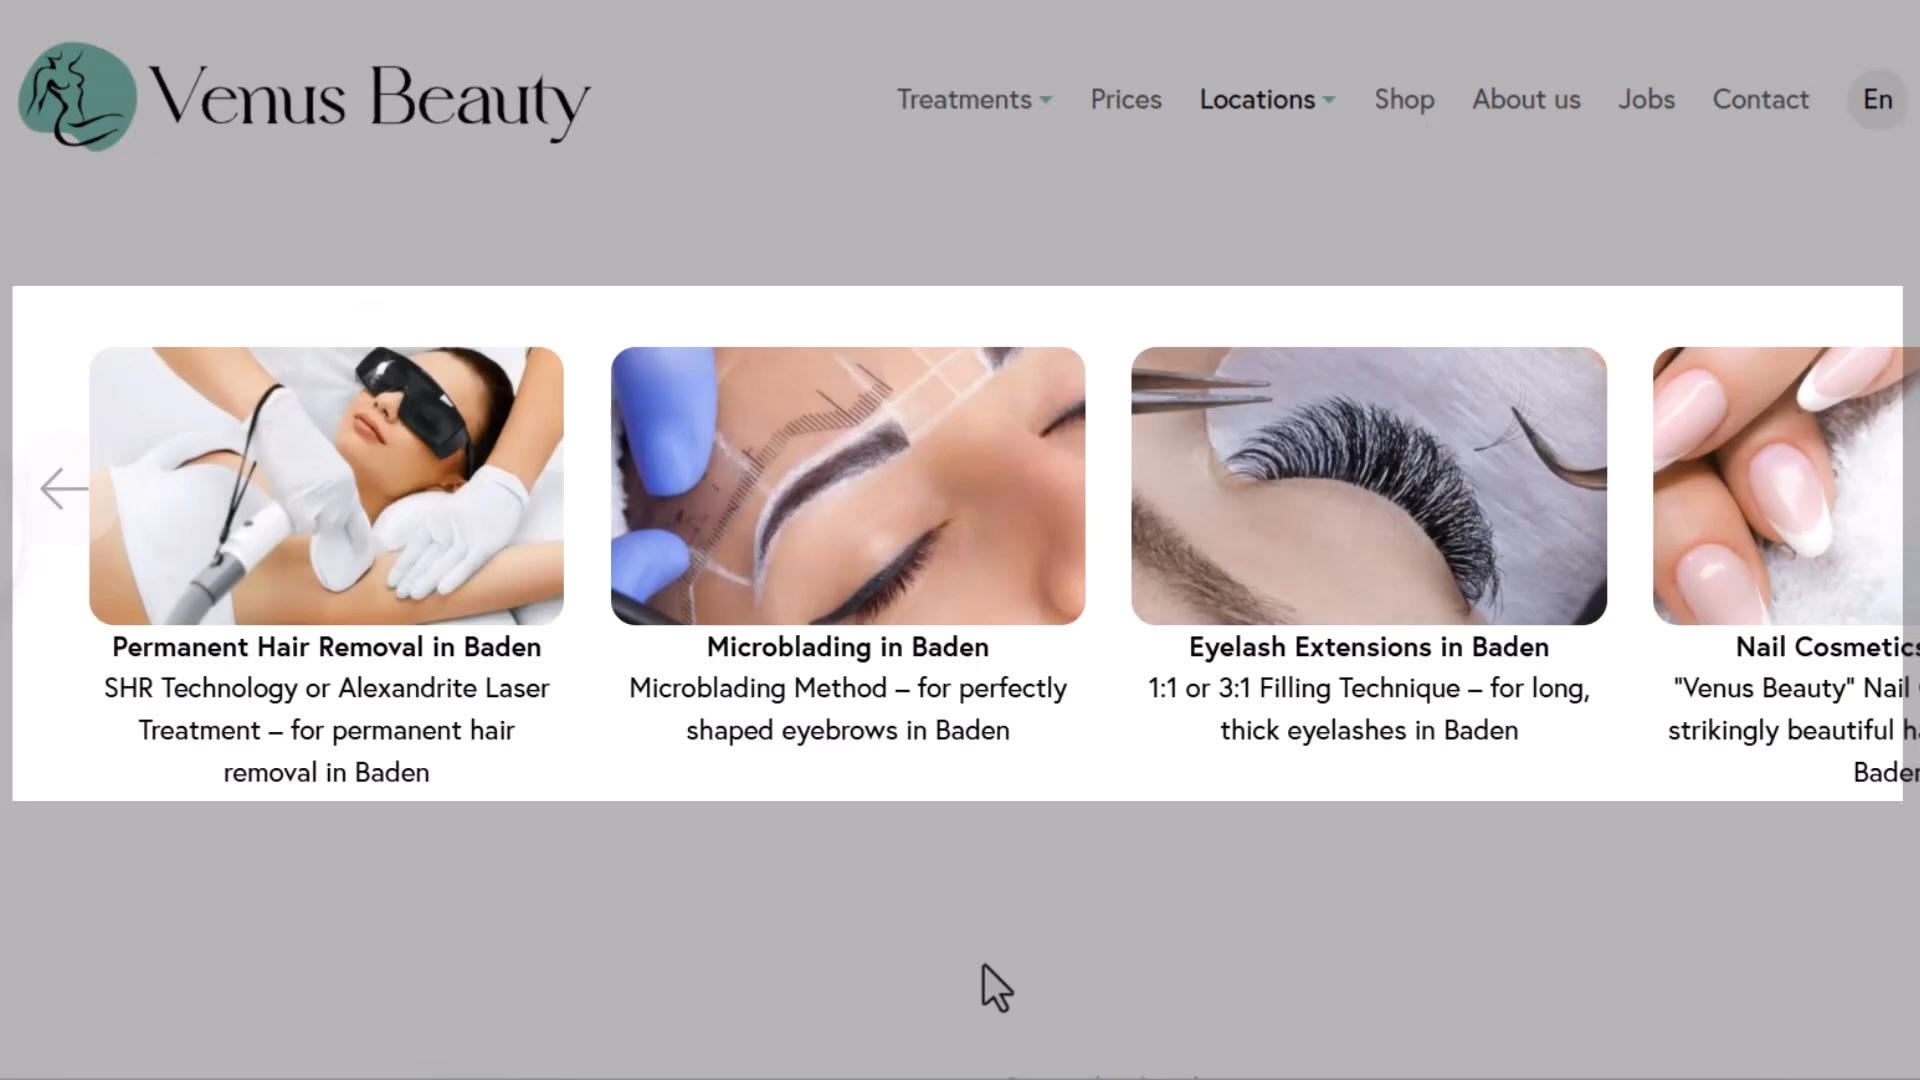 Venus Beauty
Treatments Prices Locations Shop About us Jobs Contact En
Permanent Hair Removal in Baden
SHR Technology or Alexandrite Laser
Treatment – for permanent hair
removal in Baden
Microblading in Baden
Microblading Method – for perfectly
shaped eyebrows in Baden
Eyelash Extensions in Baden
1:1 or 3:1 Filling Technique – for long,
thick eyelashes in Baden
Nail Cosmetics
"Venus Beauty" Nail
strikingly beautiful